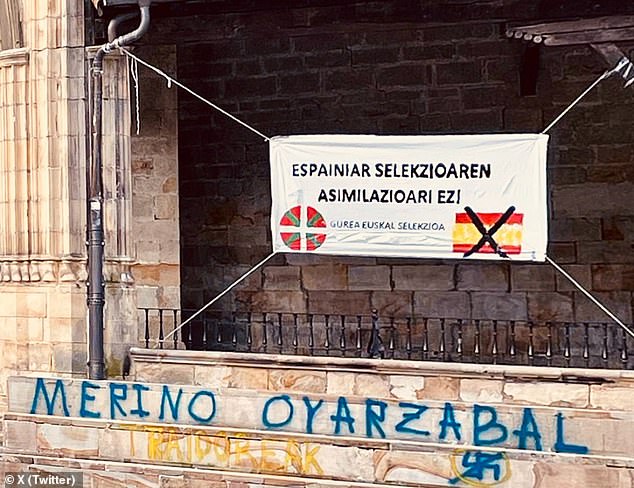 ESPAINIAR SELEKZIOAREN
ASIMILAZIOARI EZ!
GUREA EUSKAL SELEKZIOA
MERINO OYARZABAL
TRAIDOREAK
© X (Twitter)